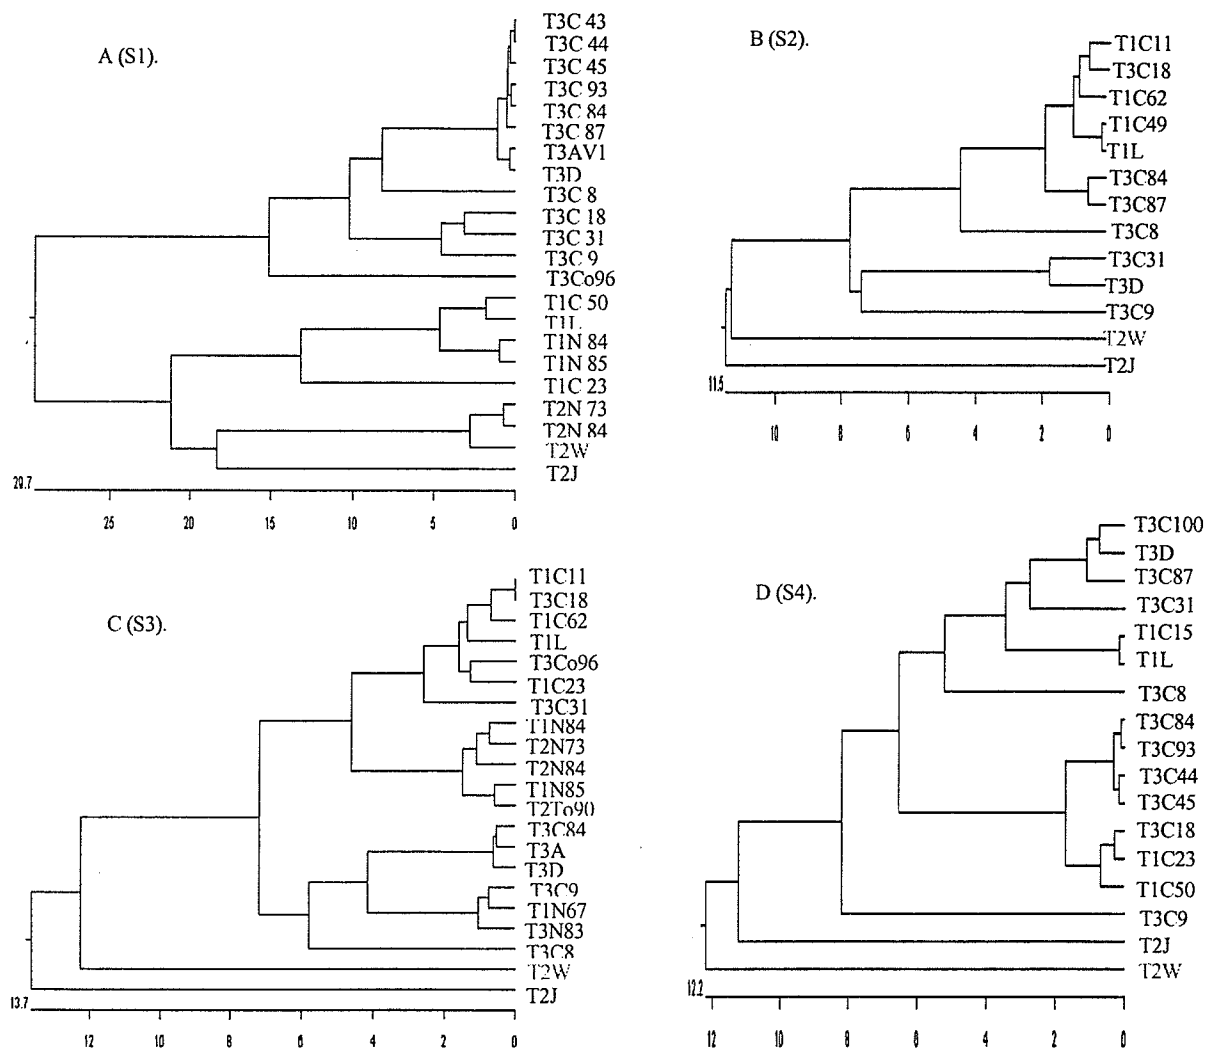 A (S1).
T3C 43
T3C 44
T3C 45
T3C 93
T3C 84
T3C 87
T3AV1
T3D
T3C 8
T3C 18
T3C 31
T3C 9
T3Co96
T1C 50
T1L
T1N 84
T1N 85
T1C 23
T2N 73
T2N 84
T2W
T2J
29.7
25 20 15 10 5 0
B (S2).
T1C11
T3C18
T1C62
T1C49
T1L
T3C84
T3C87
T3C8
T3C31
T3D
T3C9
T2W
T2J
11.5
10 8 6 4 2 0
C (S3).
T1C11
T3C18
T1C62
T1L
T3Co96
T1C23
T3C31
T1N84
T2N73
T2N84
T1N85
T2To90
T3C84
T3A
T3D
T3C9
T1N67
T3N83
T3C8
T2W
T2J
13.7
12 10 8 6 4 2 0
D (S4).
T3C100
T3D
T3C87
T3C31
T1C15
T1L
T3C8
T3C84
T3C93
T3C44
T3C45
T3C18
T1C23
T1C50
T3C9
T2J
T2W
12.2
12 10 8 6 4 2 0